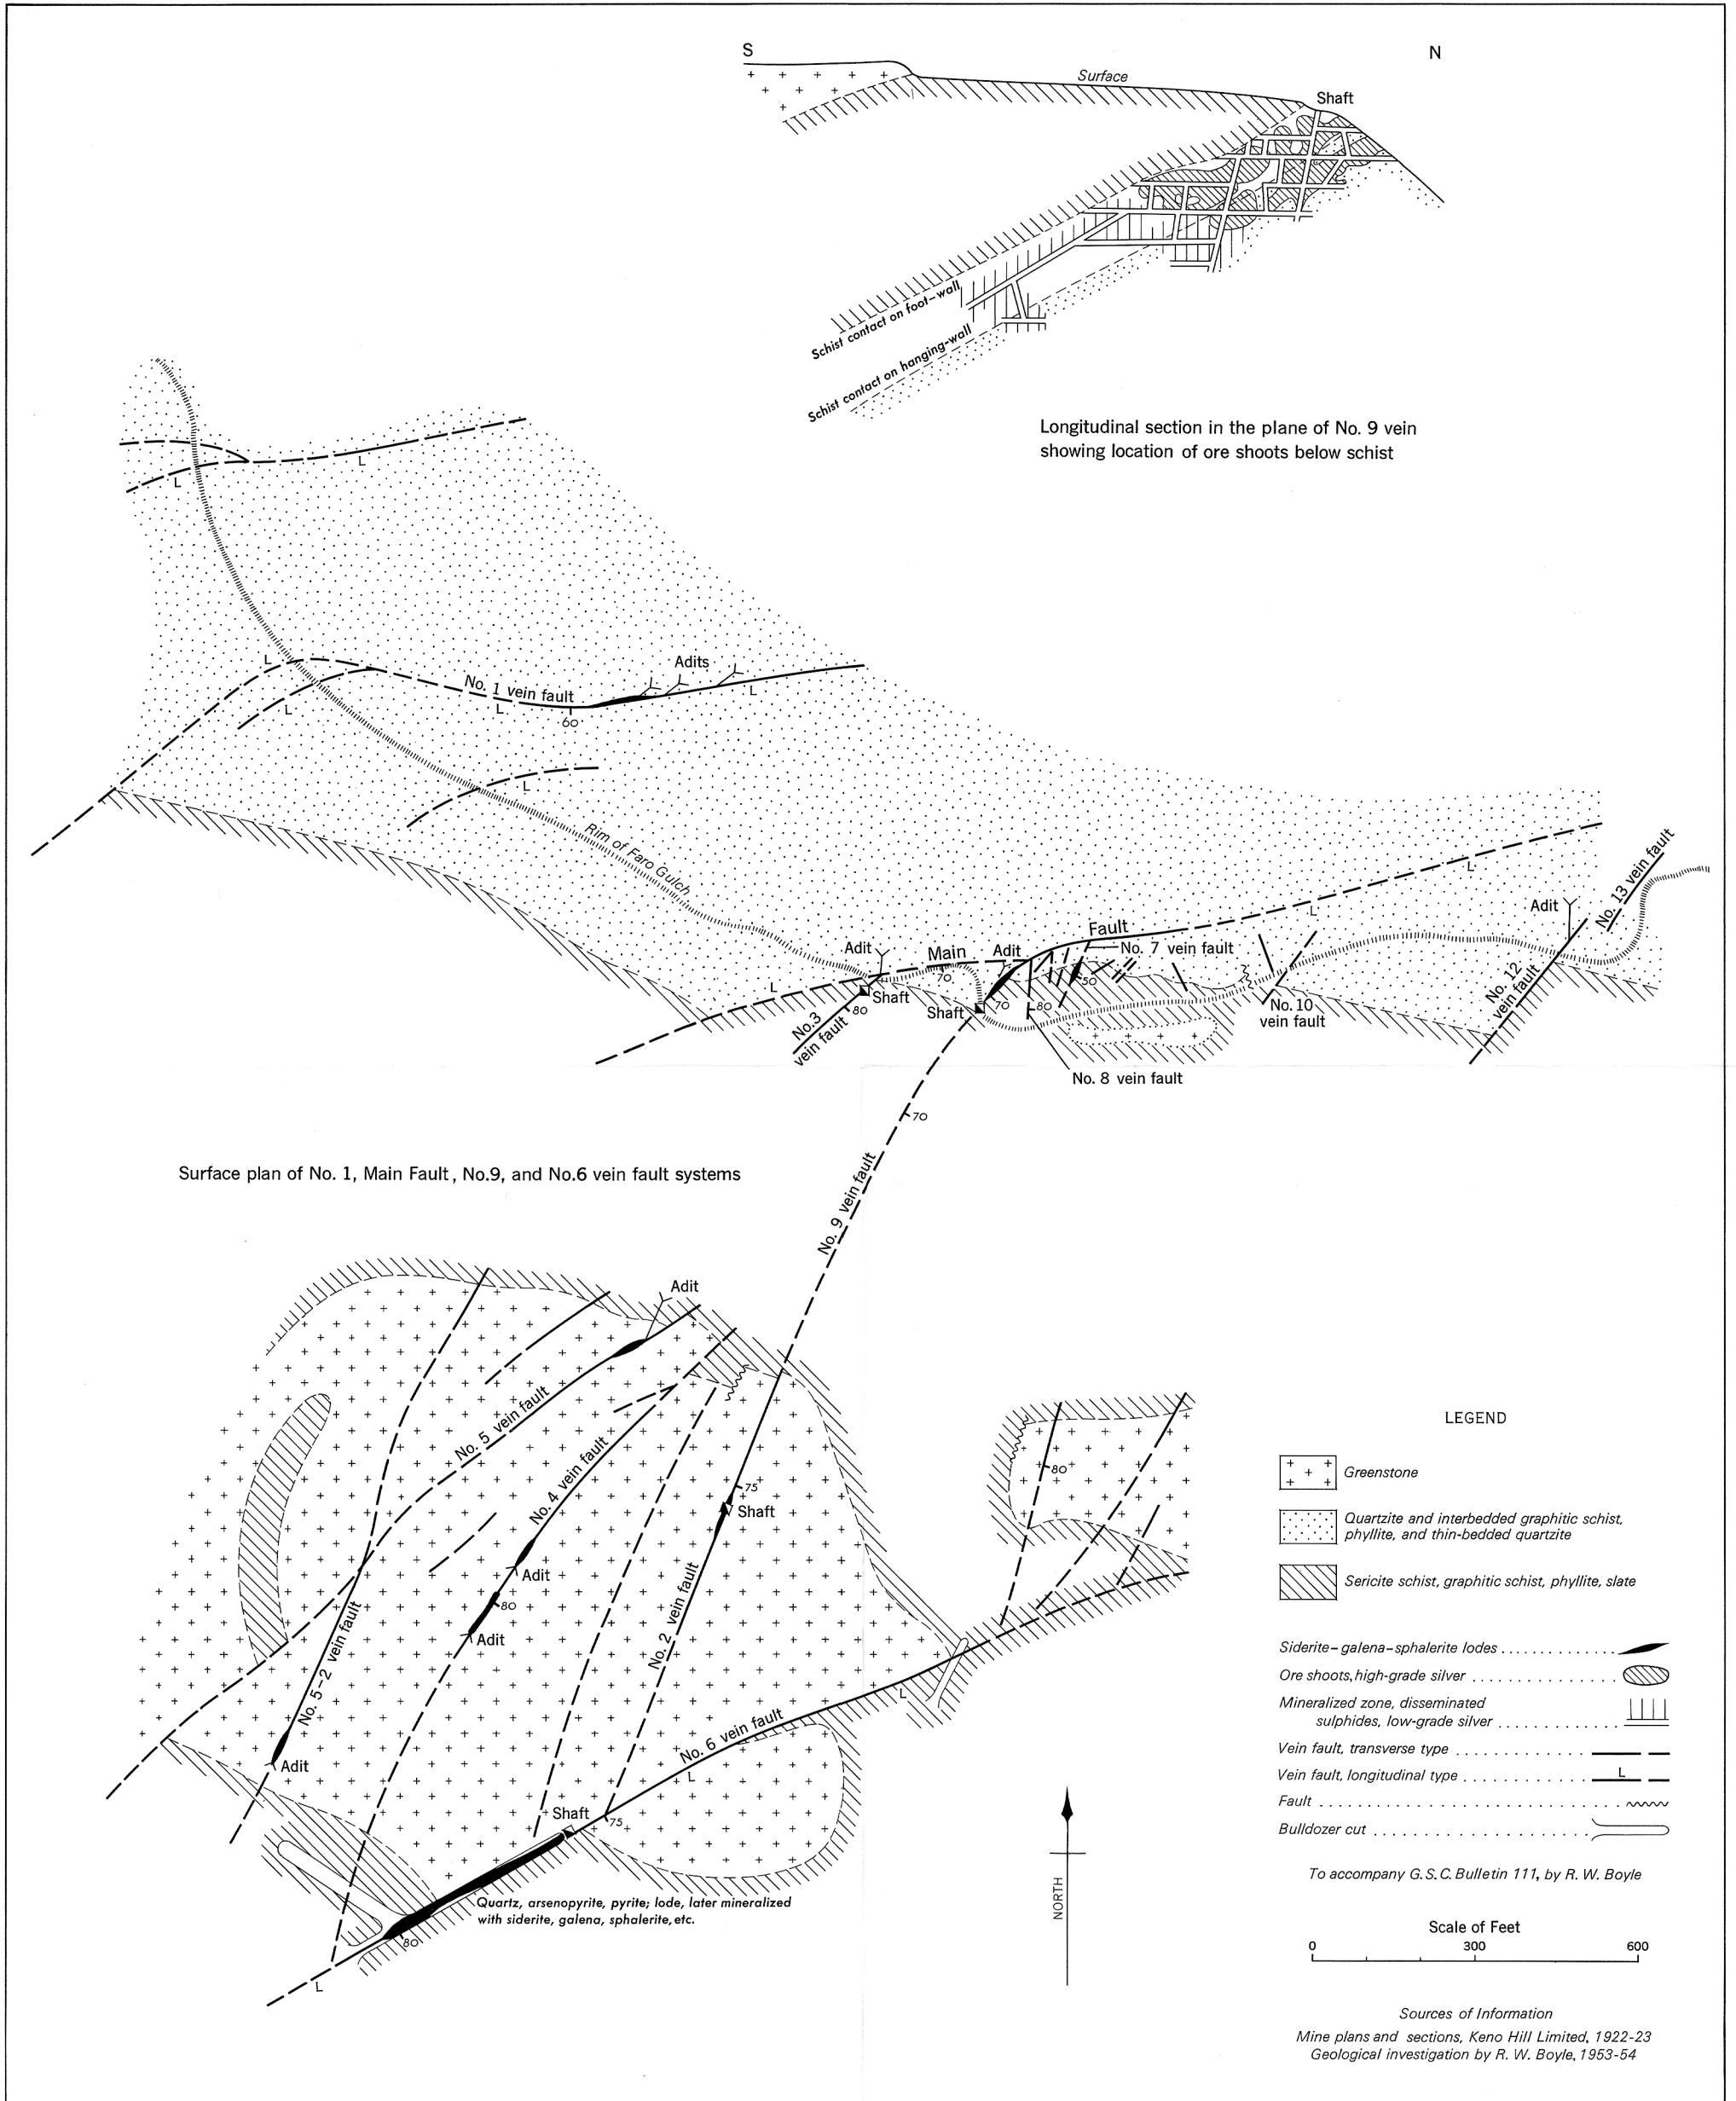 S
N
Surface
Shaft
Schist contact on foot-wall
Schist contact on hanging-wall
Longitudinal section in the plane of No. 9 vein
showing location of ore shoots below schist
L
L
L
Adits
No. 1 vein fault
L
L
L
60
L
Rim of Faro Gulch
L
L
No. 13 vein fault
Adit
Adit
Main
Adit
Fault
No. 7 vein fault
70
50
L
Shaft
80
Shaft
70
80
No. 3
vein fault
No. 10
vein fault
No. 12
vein fault
No. 8 vein fault
70
Surface plan of No. 1, Main Fault, No.9, and No.6 vein fault systems
No. 9 vein fault
Adit
No. 5 vein fault
No. 4 vein fault
75
Shaft
80
Adit
80
Adit
No. 5-2 vein fault
No. 2 vein fault
L
No. 6 vein fault
L
Adit
Shaft
75
Quartz, arsenopyrite, pyrite; lode, later mineralized
with siderite, galena, sphalerite, etc.
80
L
NORTH
LEGEND
Greenstone
Quartzite and interbedded graphitic schist,
phyllite, and thin-bedded quartzite
Sericite schist, graphitic schist, phyllite, slate
Siderite-galena-sphalerite lodes
Ore shoots, high-grade silver
Mineralized zone, disseminated
sulphides, low-grade silver
Vein fault, transverse type
Vein fault, longitudinal type
L
Fault
Bulldozer cut
To accompany G.S.C. Bulletin 111, by R. W. Boyle
Scale of Feet
0 300 600
Sources of Information
Mine plans and sections, Keno Hill Limited, 1922-23
Geological investigation by R. W. Boyle, 1953-54